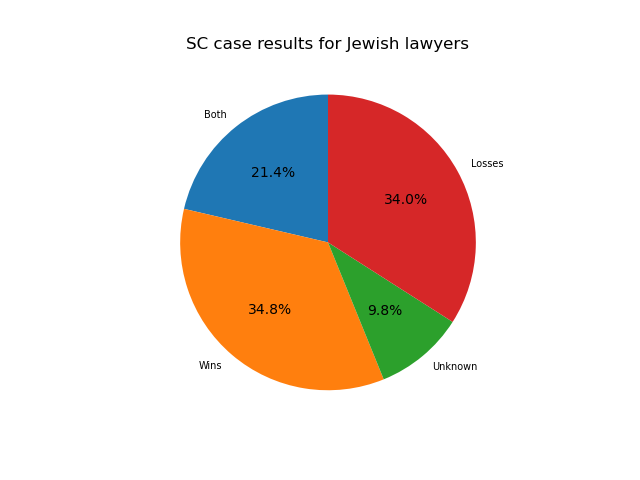 SC case results for Jewish lawyers
Both
21.4%
Losses
34.0%
Wins
34.8%
Unknown
9.8%